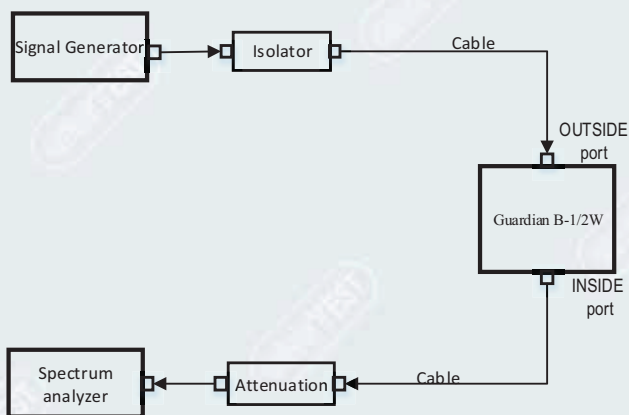 Signal Generator
Isolator
Cable
OUTSIDE
port
Guardian B-1/2W
INSIDE
port
Cable
Attenuation
Spectrum
analyzer